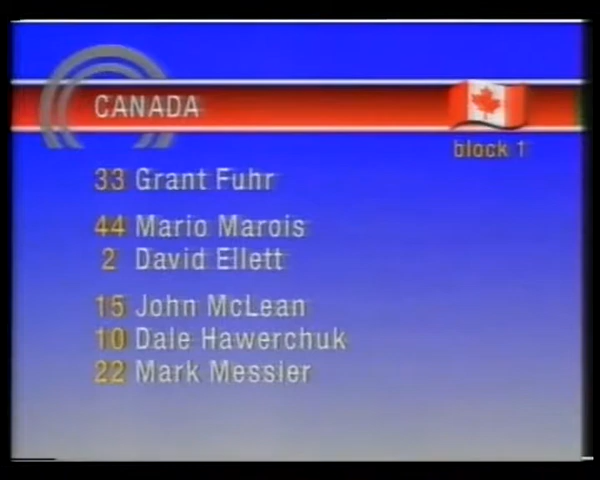 CANADA
block 1
33 Grant Fuhr
44 Mario Marois
2 David Ellett
15 John McLean
10 Dale Hawerchuk
22 Mark Messier